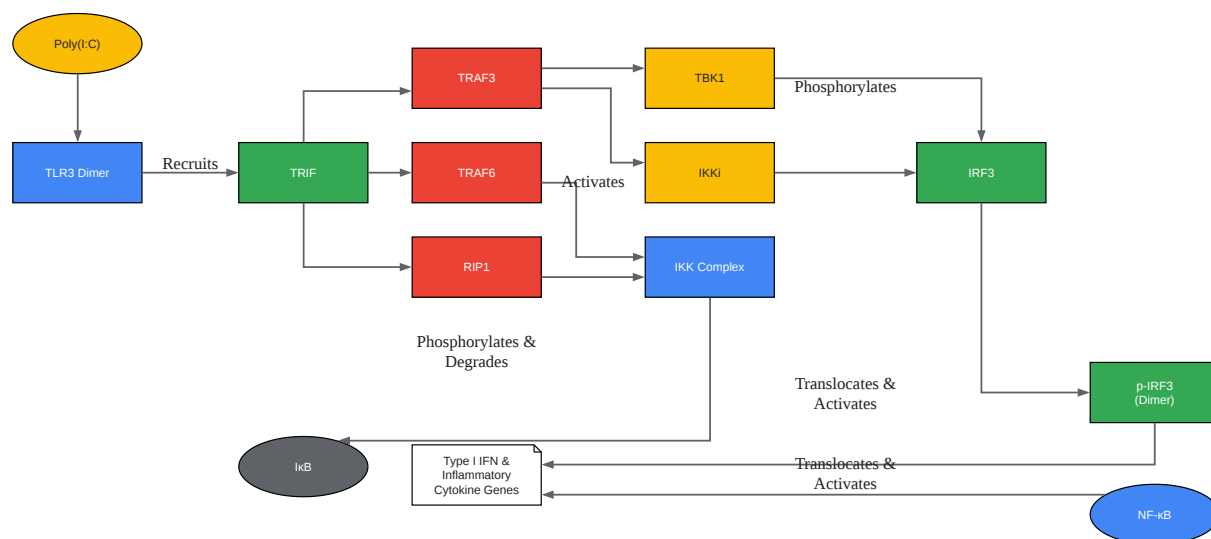 Poly(I:C)
TRAF3
TBK1
Phosphorylates
TLR3 Dimer
Recruits
TRIF
TRAF6
Activates
IKKi
IRF3
RIP1
IKK Complex
Phosphorylates &
Degrades
Translocates &
Activates
p-IRF3
(Dimer)
IκB
Type I IFN &
Inflammatory
Cytokine Genes
Translocates &
Activates
NF-κB